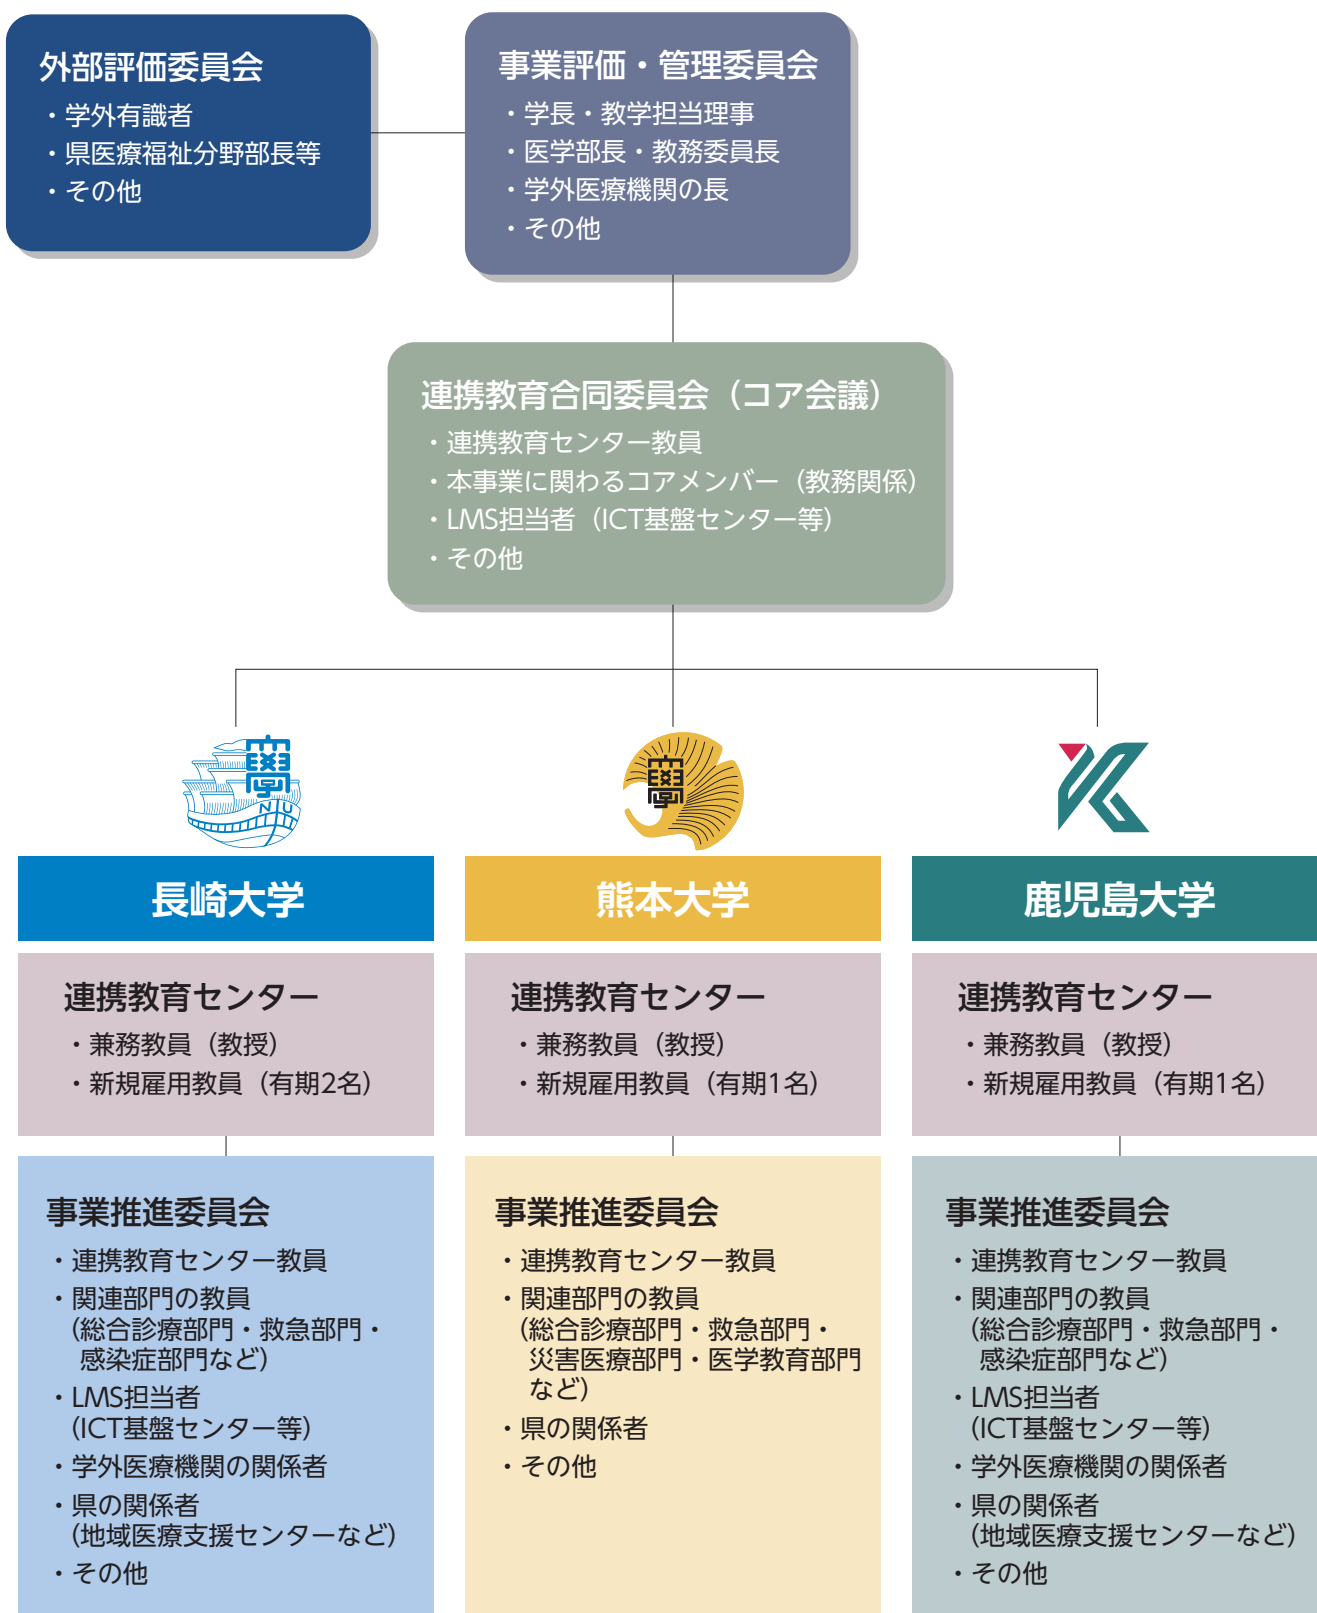 外部評価委員会
・学外有識者
・県医療福祉分野部長等
・その他
事業評価・管理委員会
・学長・教学担当理事
・医学部長・教務委員長
・学外医療機関の長
・その他
連携教育合同委員会（コア会議）
・連携教育センター教員
・本事業に関わるコアメンバー（教務関係）
・LMS担当者（ICT基盤センター等）
・その他
學
NU
長崎大学
連携教育センター
・兼務教員（教授）
・新規雇用教員（有期2名）
事業推進委員会
・連携教育センター教員
・関連部門の教員
(総合診療部門・救急部門・
感染症部門など)
・LMS担当者
(ICT基盤センター等)
・学外医療機関の関係者
・県の関係者
(地域医療支援センターなど)
・その他
學
熊本大学
連携教育センター
・兼務教員（教授）
・新規雇用教員（有期1名）
事業推進委員会
・連携教育センター教員
・関連部門の教員
(総合診療部門・救急部門・
災害医療部門・医学教育部門
など)
・県の関係者
・その他
鹿児島大学
連携教育センター
・兼務教員（教授）
・新規雇用教員（有期1名）
事業推進委員会
・連携教育センター教員
・関連部門の教員
(総合診療部門・救急部門・
感染症部門など)
・LMS担当者
(ICT基盤センター等)
・学外医療機関の関係者
・県の関係者
(地域医療支援センターなど)
・その他